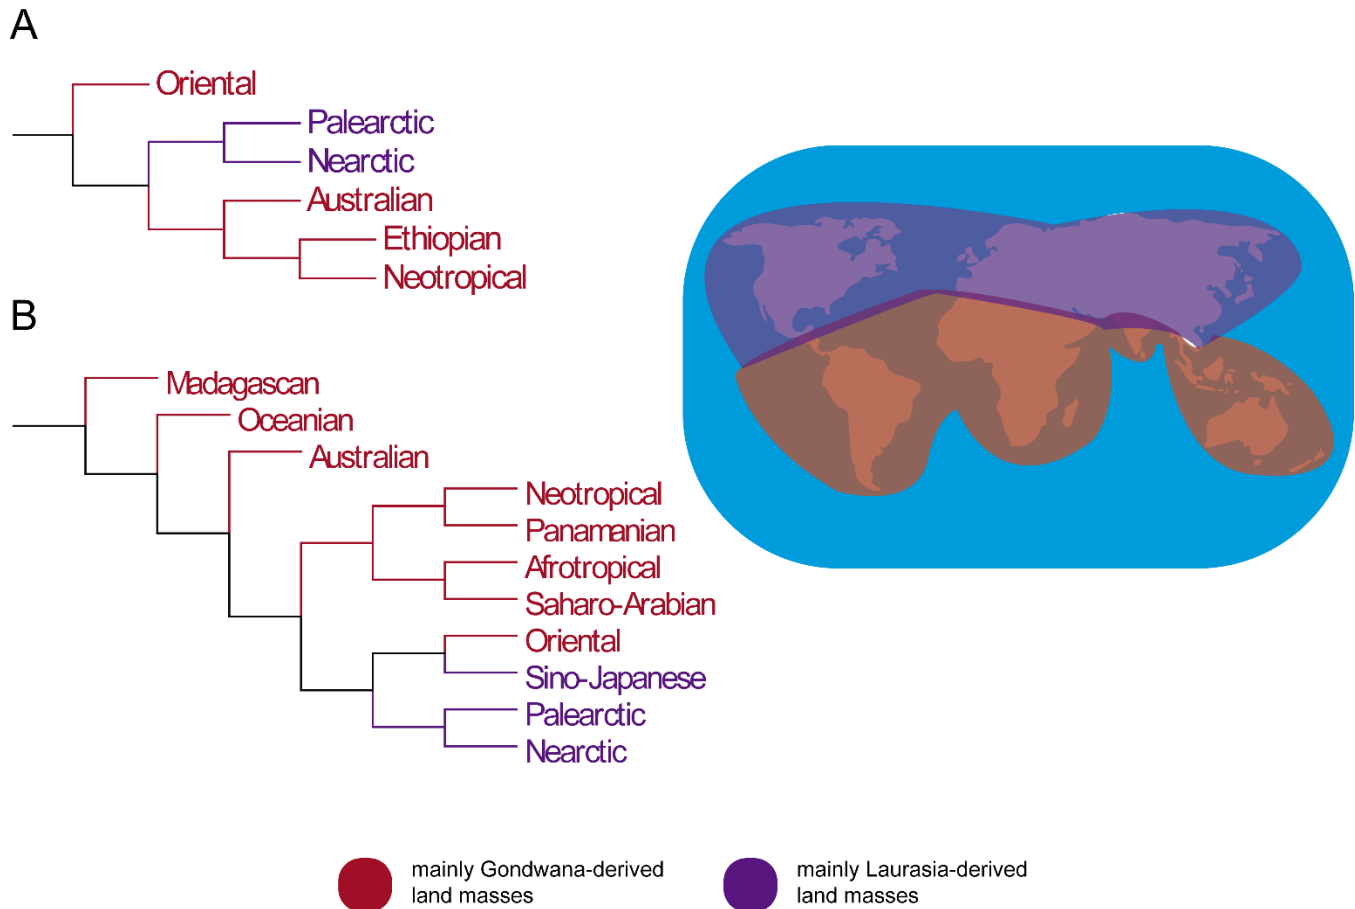 A
Oriental
Palearctic
Nearctic
Australian
Ethiopian
Neotropical
B
Madagascan
Oceanian
Australian
Neotropical
Panamanian
Afrotropical
Saharo-Arabian
Oriental
Sino-Japanese
Palearctic
Nearctic
mainly Gondwana-derived
land masses
mainly Laurasia-derived
land masses